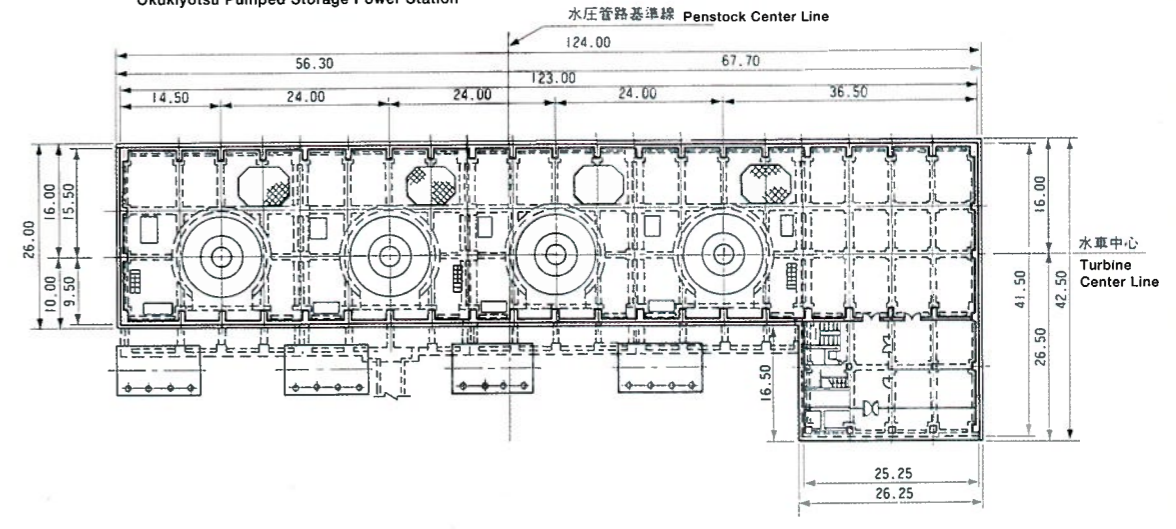 Okukiyotsu Pumped Storage Power Station
水圧管路基準線 Penstock Center Line
124.00
56.30 67.70
123.00
14.50 24.00 24.00 24.00 36.50
26.00
16.00
15.50
10.00
9.50
16.00
41.50
42.50
26.50
16.50
水車中心
Turbine
Center Line
25.25
26.25